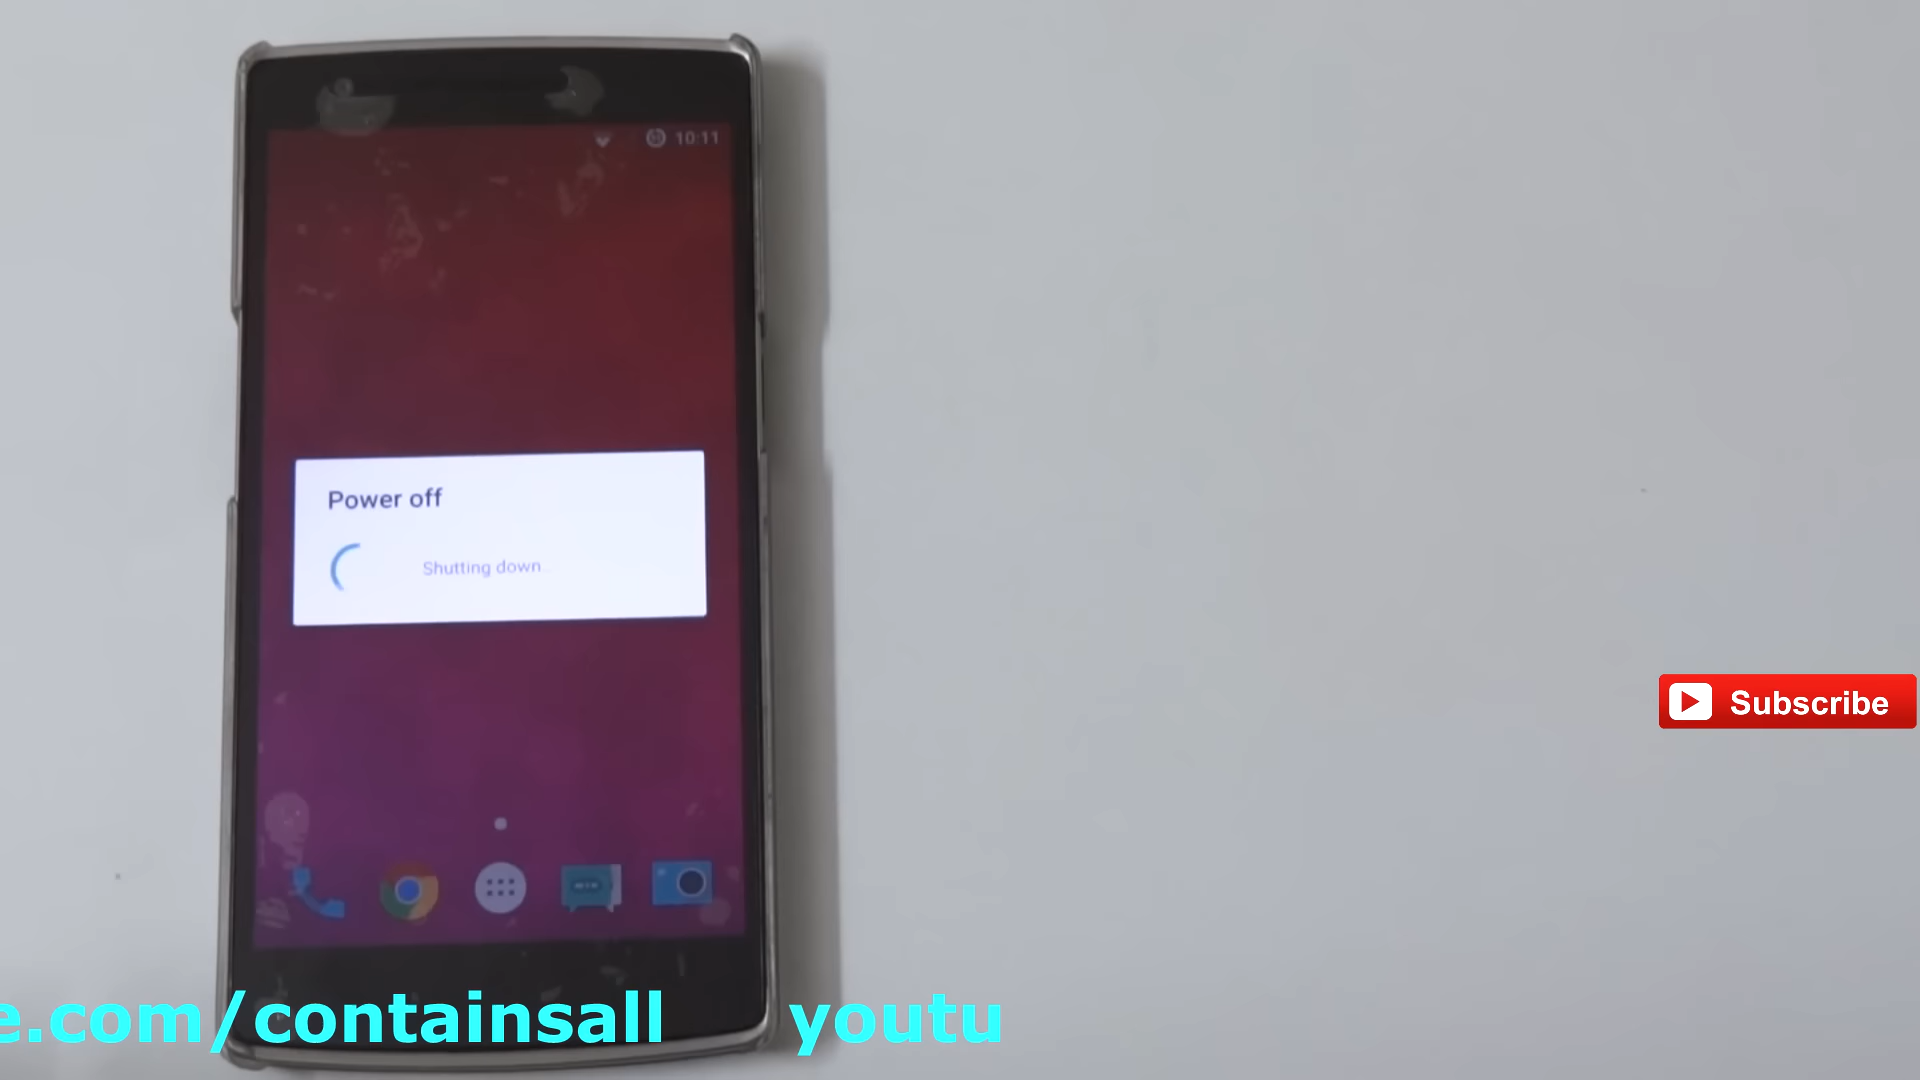 10:11
Power off
Shutting down
Subscribe
e.com/containsall youtu